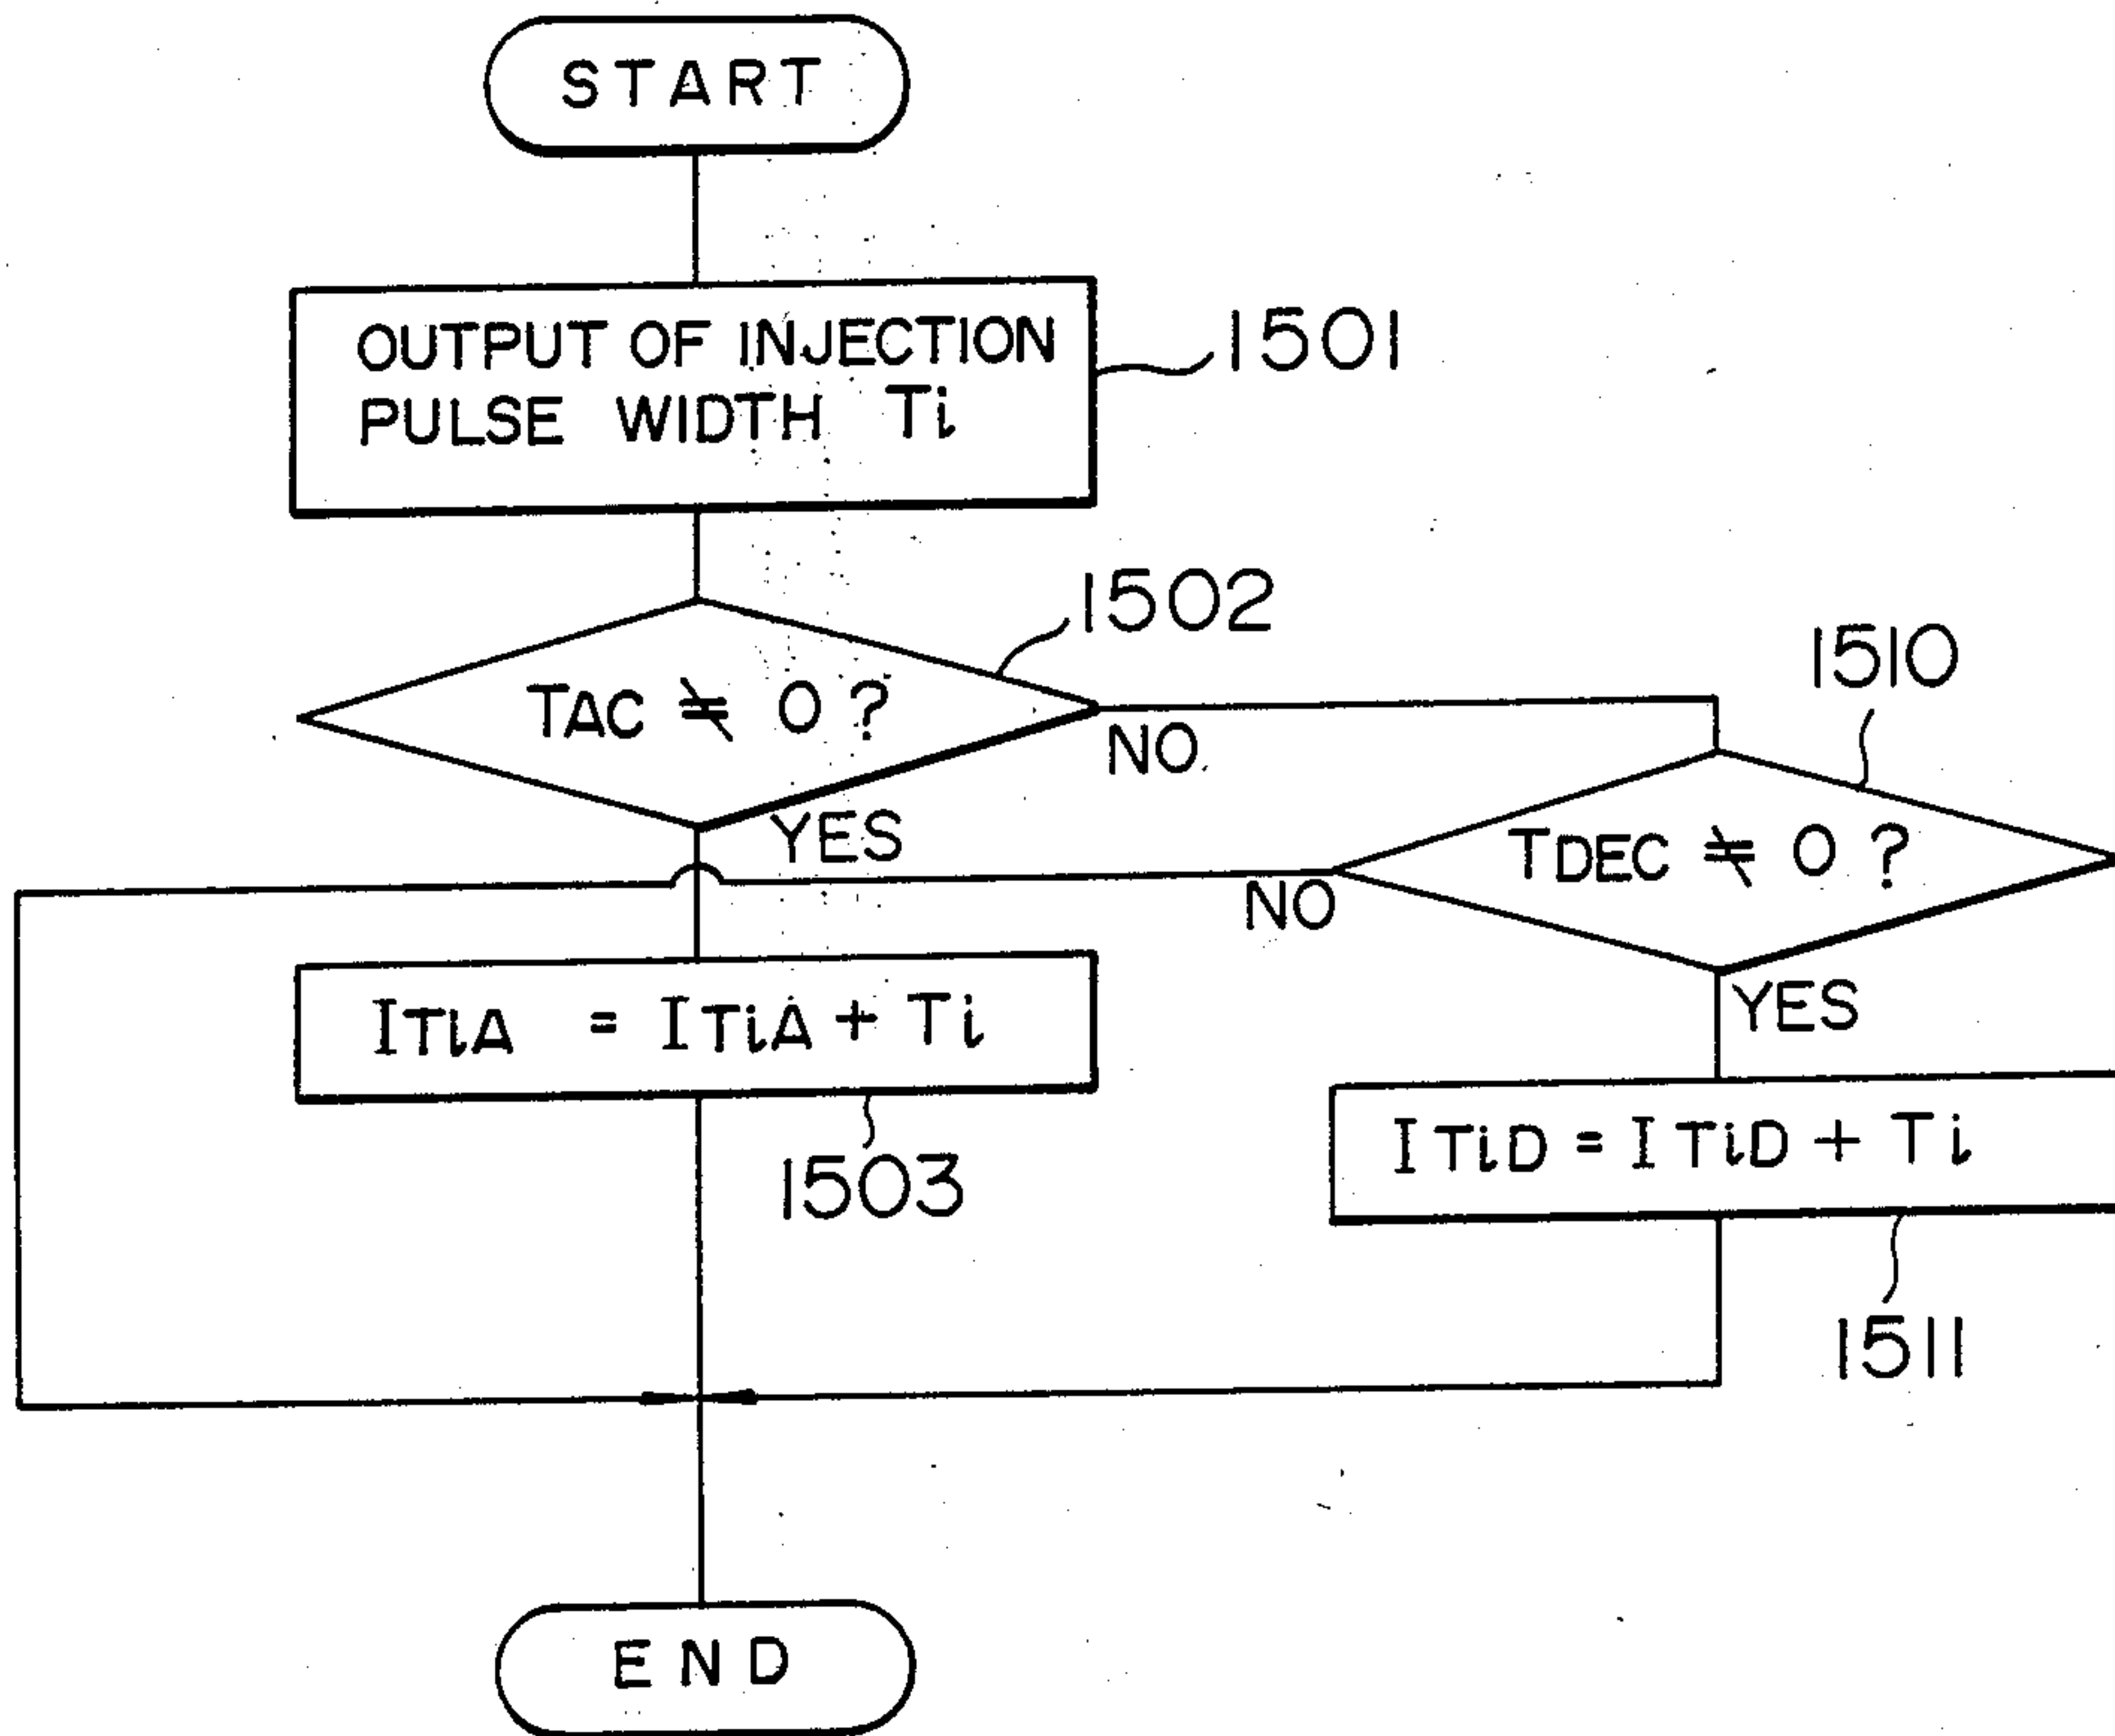 START
OUTPUT OF INJECTION
PULSE WIDTH Ti
1501
1502
TAC ≠ 0 ?
NO
YES
1510
TDEC ≠ 0 ?
NO
YES
ITiA = ITiA + Ti
1503
ITiD = ITiD + Ti
1511
END